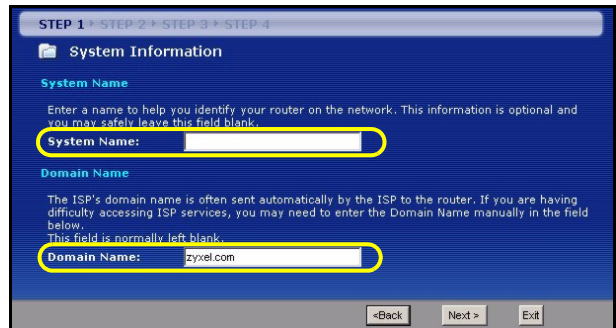 STEP 1 ▸ STEP 2 ▸ STEP 3 ▸ STEP 4
System Information
System Name
Enter a name to help you identify your router on the network. This information is optional and
you may safely leave this field blank.
System Name:
Domain Name
The ISP's domain name is often sent automatically by the ISP to the router. If you are having
difficulty accessing ISP services, you may need to enter the Domain Name manually in the field
below.
This field is normally left blank.
Domain Name: zyxel.com
<Back Next > Exit